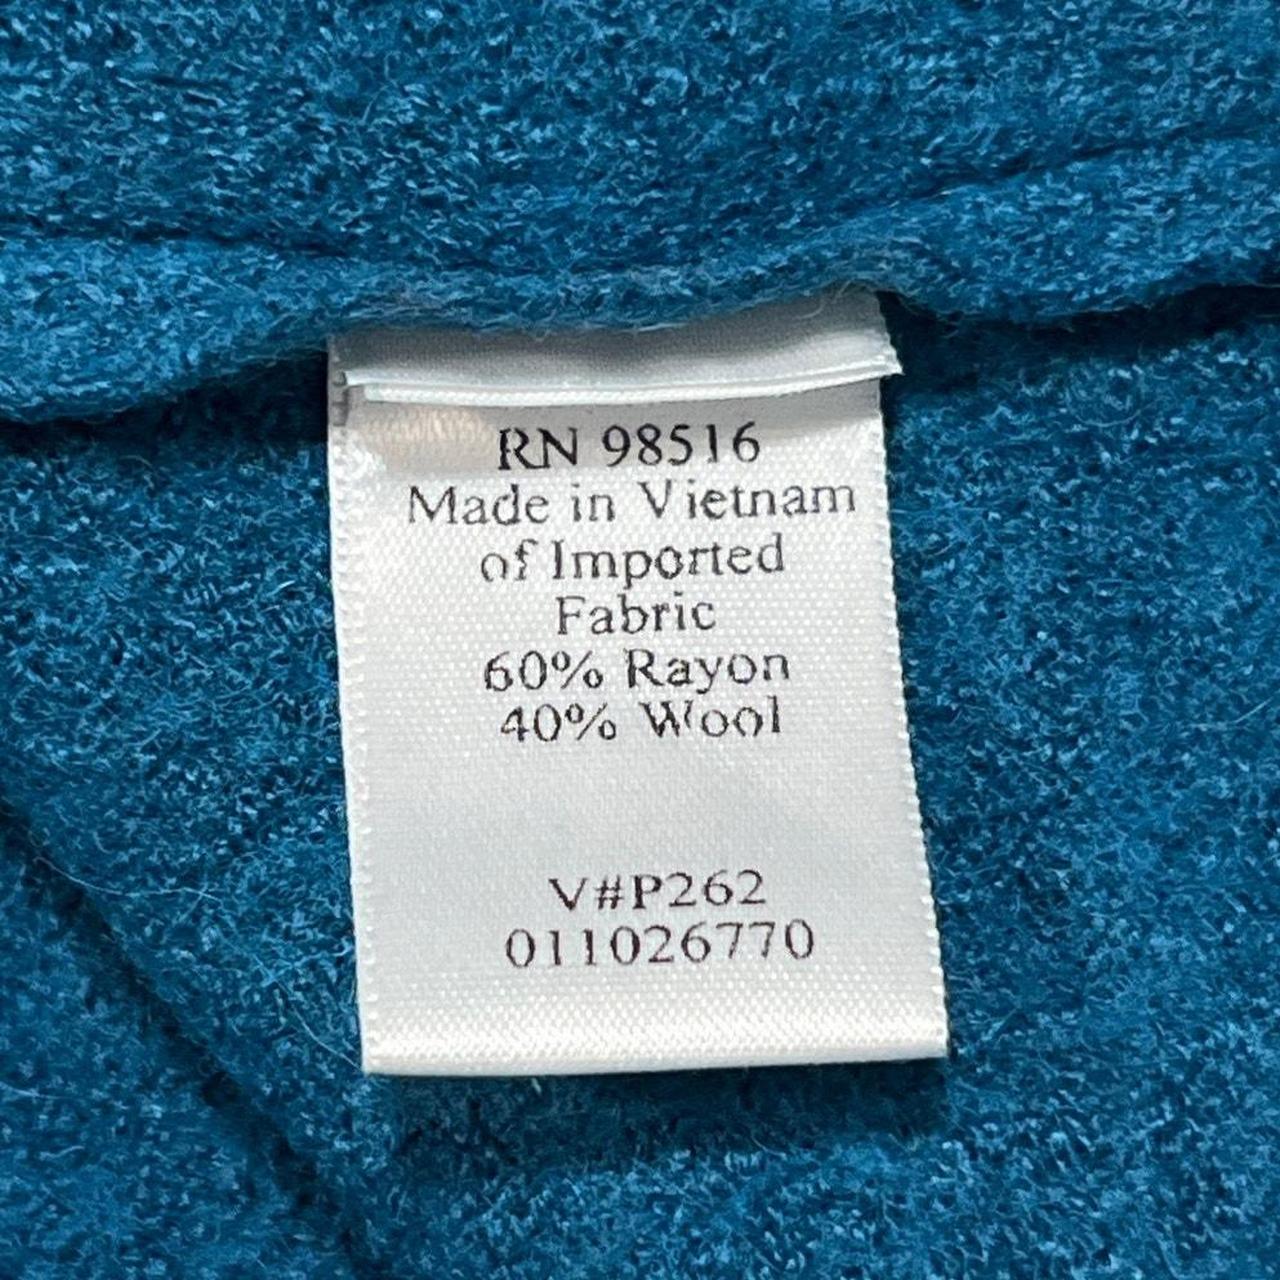 RN 98516
Made in Vietnam
of Imported
Fabric
60% Rayon
40% Wool
V#P262
011026770